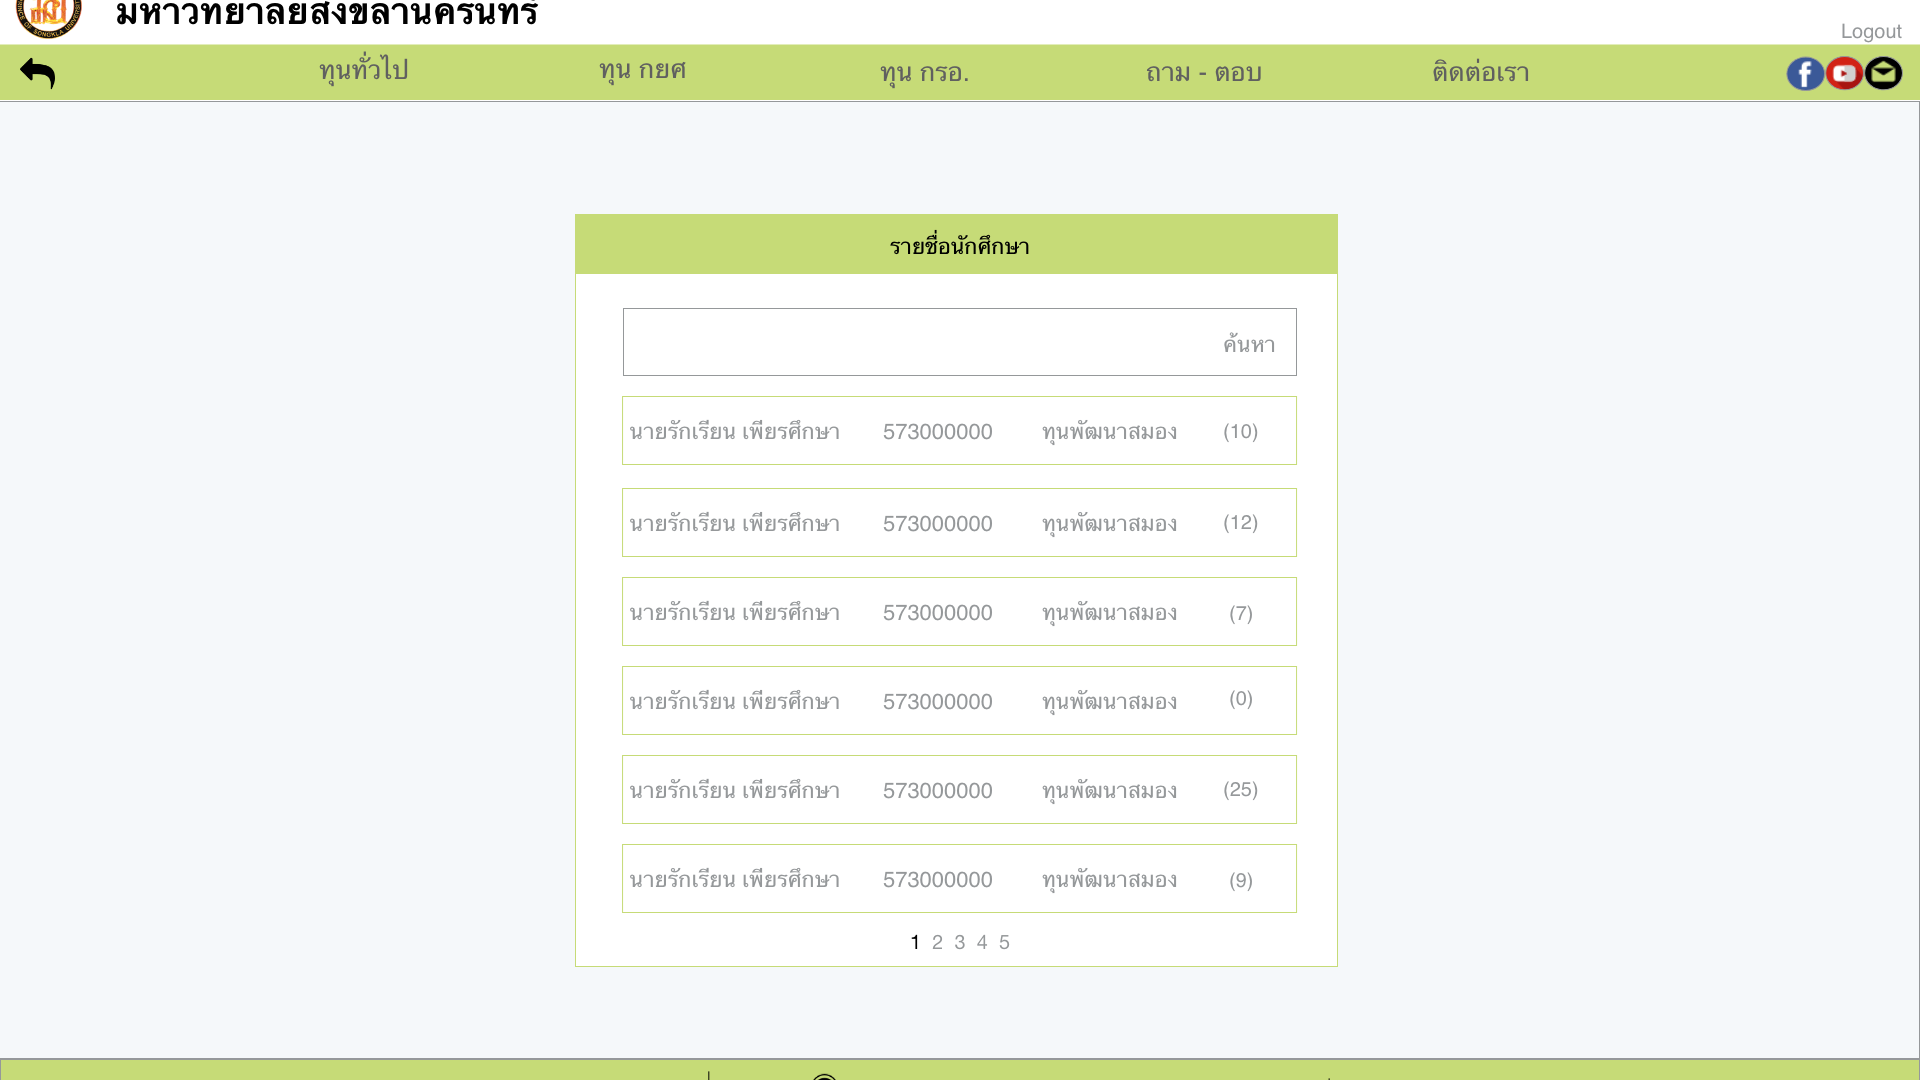 มหาวิทยาลัยสงขลานครินทร์
Logout
ทุนทั่วไป ทุน กยศ ทุน กรอ. ถาม - ตอบ ติดต่อเรา
รายชื่อนักศึกษา
ค้นหา
นายรักเรียน เพียรศึกษา 573000000 ทุนพัฒนาสมอง (10)
นายรักเรียน เพียรศึกษา 573000000 ทุนพัฒนาสมอง (12)
นายรักเรียน เพียรศึกษา 573000000 ทุนพัฒนาสมอง (7)
นายรักเรียน เพียรศึกษา 573000000 ทุนพัฒนาสมอง (0)
นายรักเรียน เพียรศึกษา 573000000 ทุนพัฒนาสมอง (25)
นายรักเรียน เพียรศึกษา 573000000 ทุนพัฒนาสมอง (9)
1 2 3 4 5